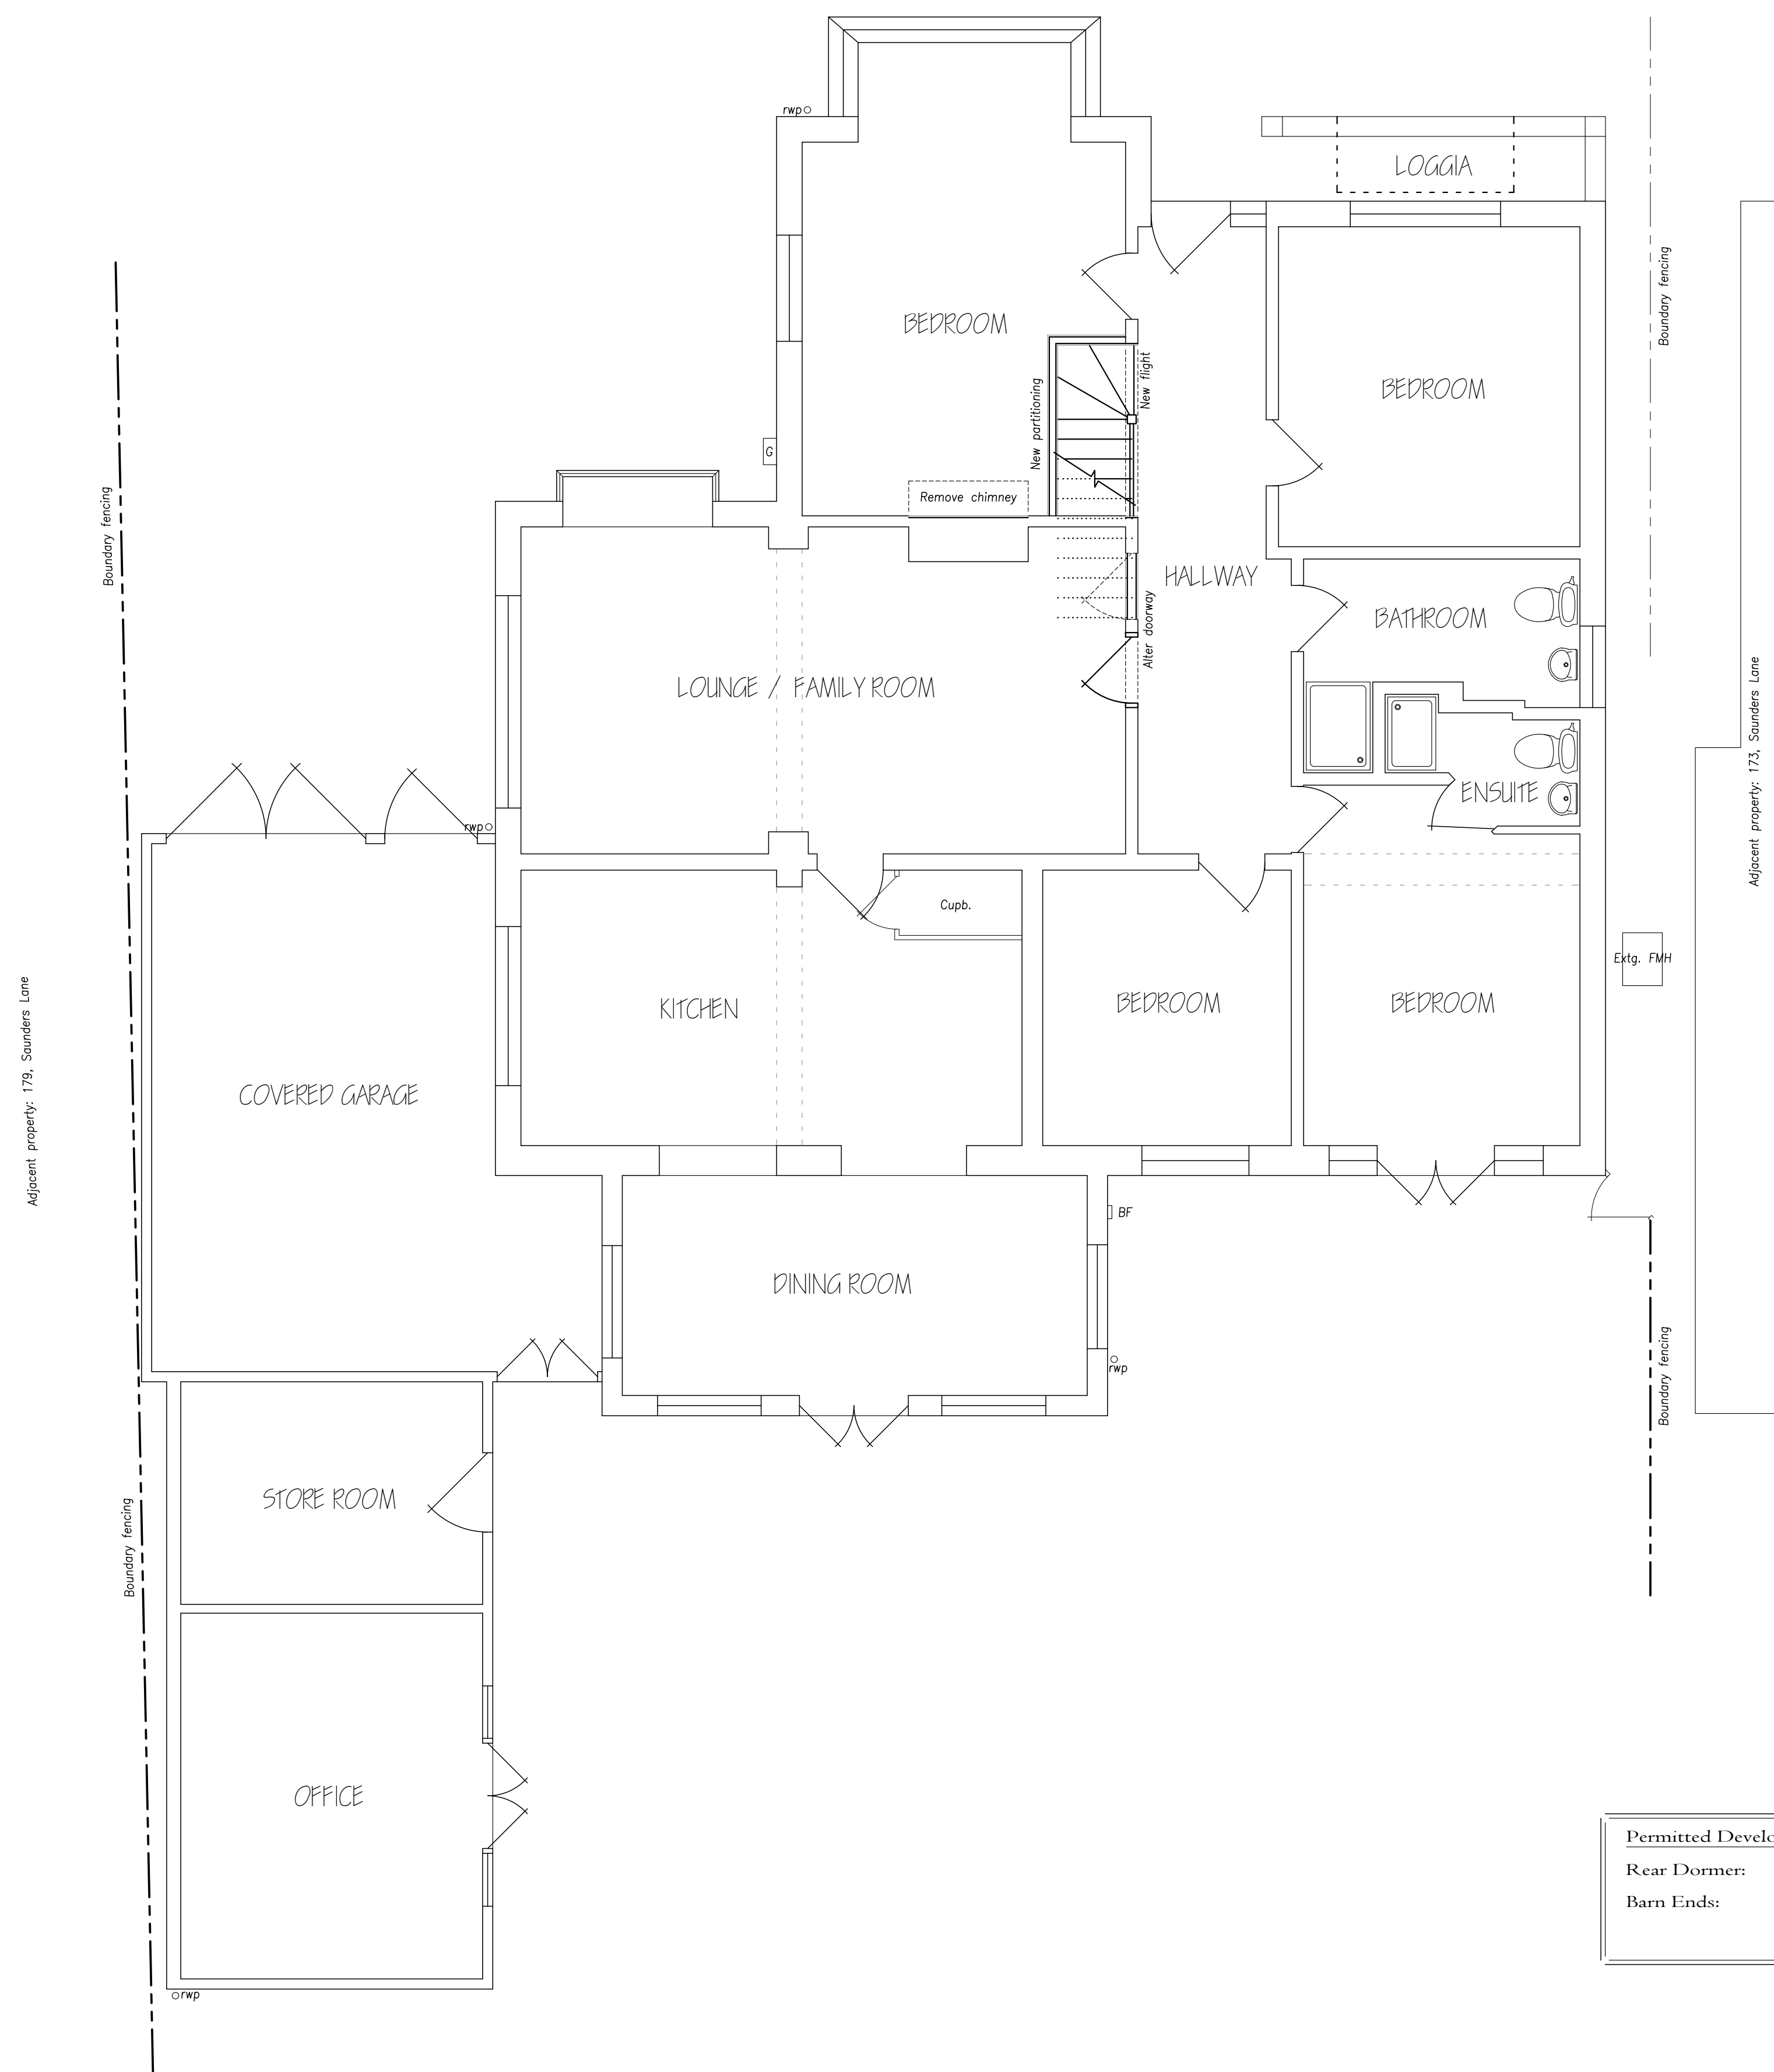 rwp
LOGGIA
Boundary fencing
BEDROOM
New flight
New partitioning
BEDROOM
G
Remove chimney
Boundary fencing
HALLWAY
Alter doorway
BATHROOM
LOUNGE / FAMILY ROOM
Adjacent property: 173, Saunders Lane
ENSUITE
rwp
Cupb.
Extg. FMH
KITCHEN
BEDROOM
BEDROOM
COVERED GARAGE
Adjacent property: 179, Saunders Lane
BF
DINING ROOM
rwp
Boundary fencing
STORE ROOM
Boundary fencing
OFFICE
Permitted
Rear Dormer:
Barn Ends:
rwp